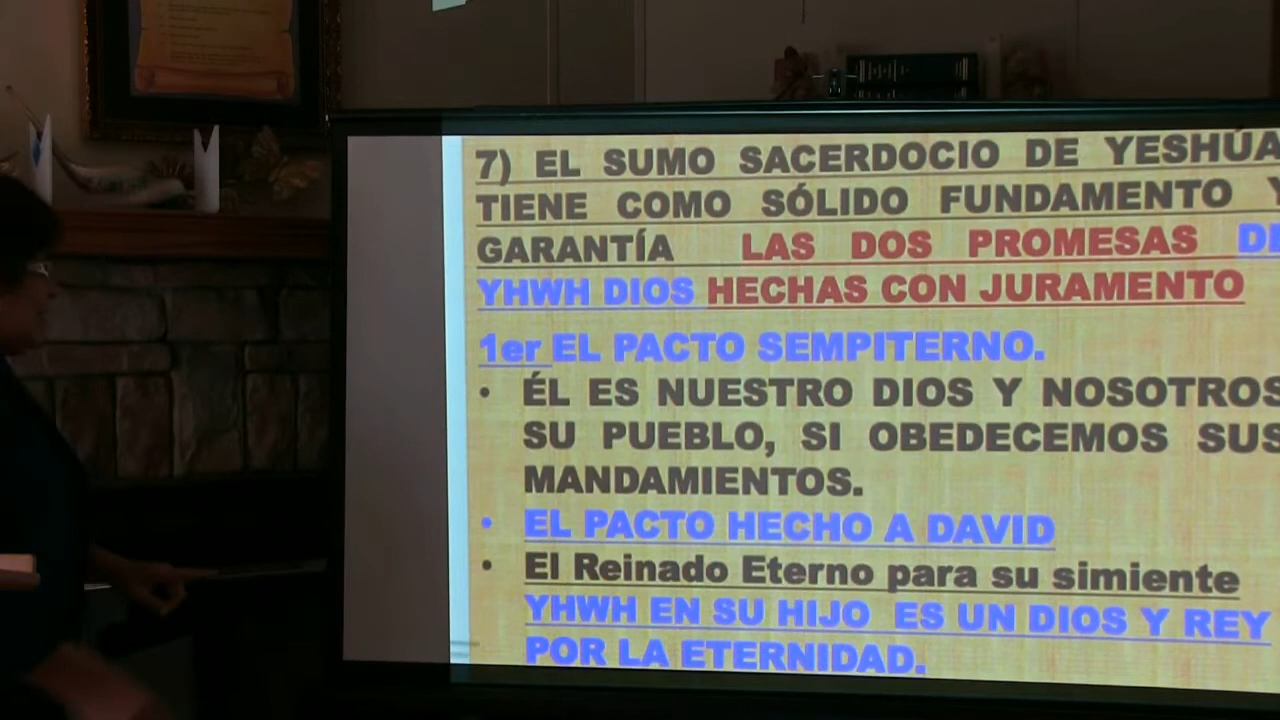 7) EL SUMO SACERDOCIO DE YESHÚA
TIENE COMO SÓLIDO FUNDAMENTO Y
GARANTÍA LAS DOS PROMESAS DE
YHWH DIOS HECHAS CON JURAMENTO
1er EL PACTO SEMPITERNO.
• ÉL ES NUESTRO DIOS Y NOSOTROS
SU PUEBLO, SI OBEDECEMOS SUS
MANDAMIENTOS.
• EL PACTO HECHO A DAVID
• El Reinado Eterno para su simiente
YHWH EN SU HIJO ES UN DIOS Y REY
POR LA ETERNIDAD.